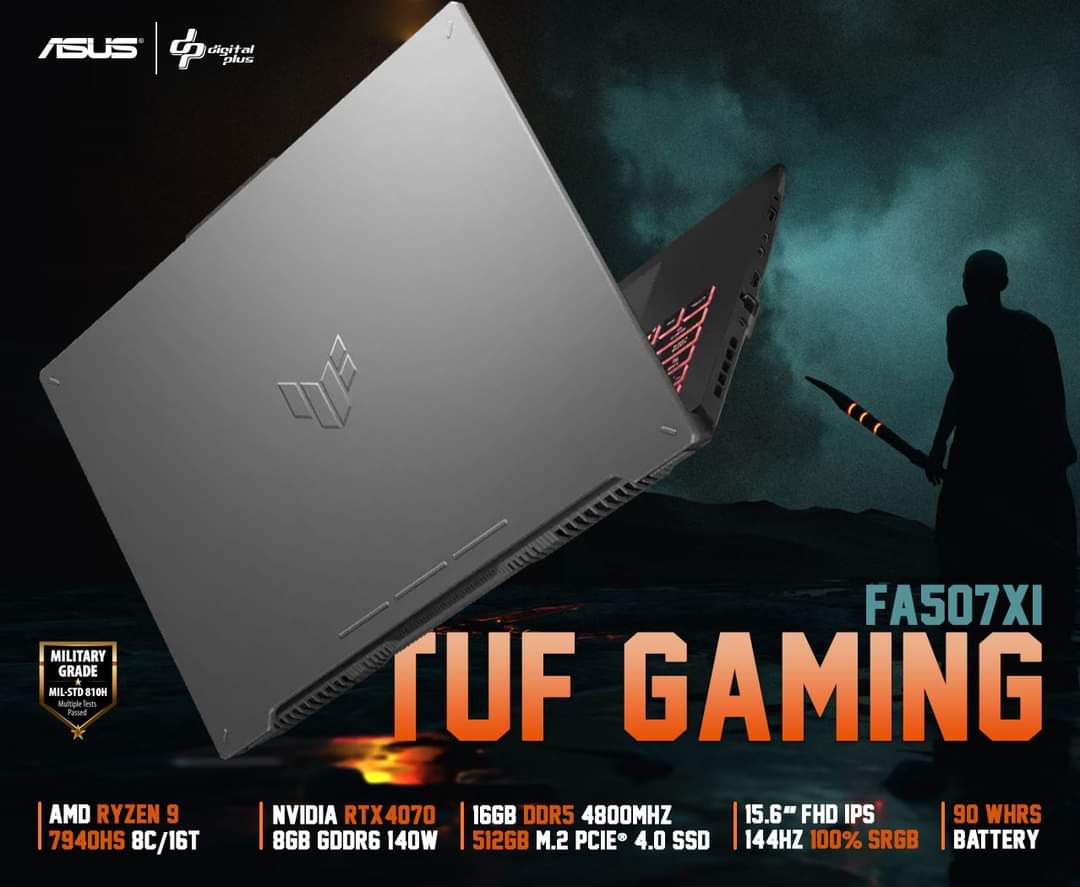 ASUS®
dp digital
plus
FA507XI
TUF GAMING
MILITARY
GRADE
MIL-STD 810H
Multiple Tests
Passed
AMD RYZEN 9
7940HS 8C/16T
NVIDIA RTX4070
8GB GDDR6 140W
16GB DDR5 4800MHZ
512GB M.2 PCIE® 4.0 SSD
15.6" FHD IPS
144HZ 100% SRGB
90 WHRS
BATTERY